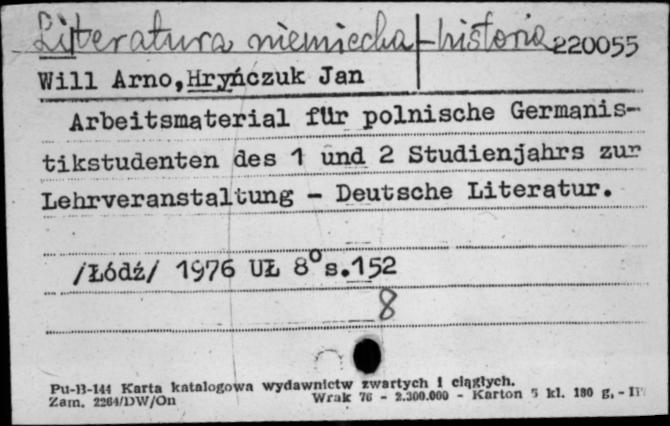 Literatura niemiecka - historia 220055
Will Arno, Hryńczuk Jan
Arbeitsmaterial für polnische Germanis-
tikstudenten des 1 und 2 Studienjahrs zur
Lehrveranstaltung - Deutsche Literatur.
/Łódź/ 1976 UŁ 8° s.152
8
Pu-B-144 Karta katalogowa wydawnictw zwartych i ciągłych.
Zam. 2264/DW/On Wrak 76 - 2.300.000 - Karton 5 kl. 180 g, -